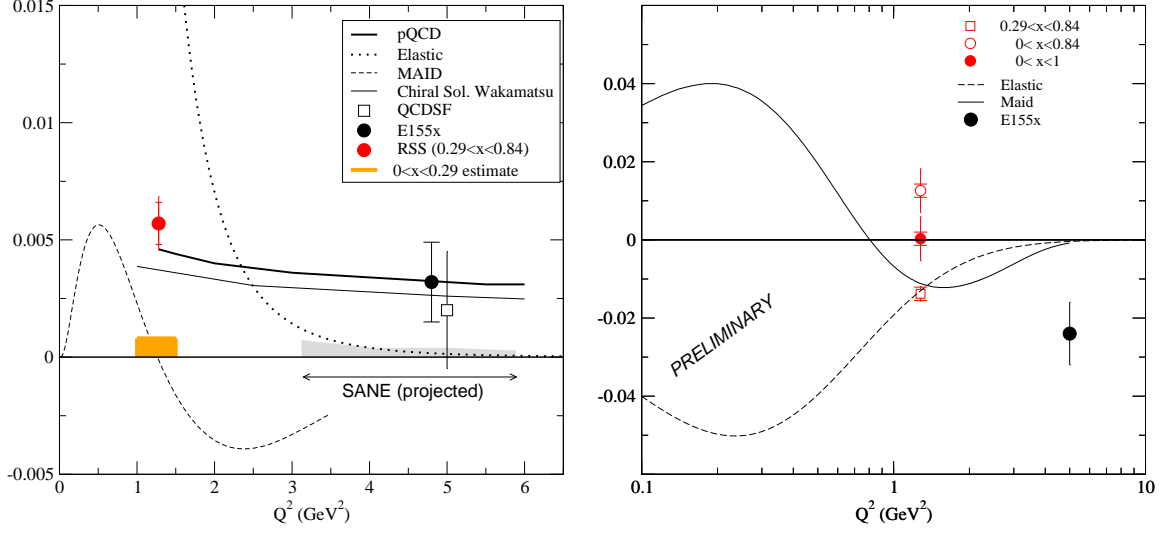 0.015
0.01
0.005
0
-0.005
0 1 2 3 4 5 6
Q2 (GeV2)
pQCD
Elastic
MAID
Chiral Sol. Wakamatsu
QCDSF
E155x
RSS (0.29<x<0.84)
0<x<0.29 estimate
SANE (projected)
0.04
0.02
0
-0.02
-0.04
0.1 1 10
Q2 (GeV2)
0.29<x<0.84
0< x<0.84
0< x<1
Elastic
Maid
E155x
PRELIMINARY